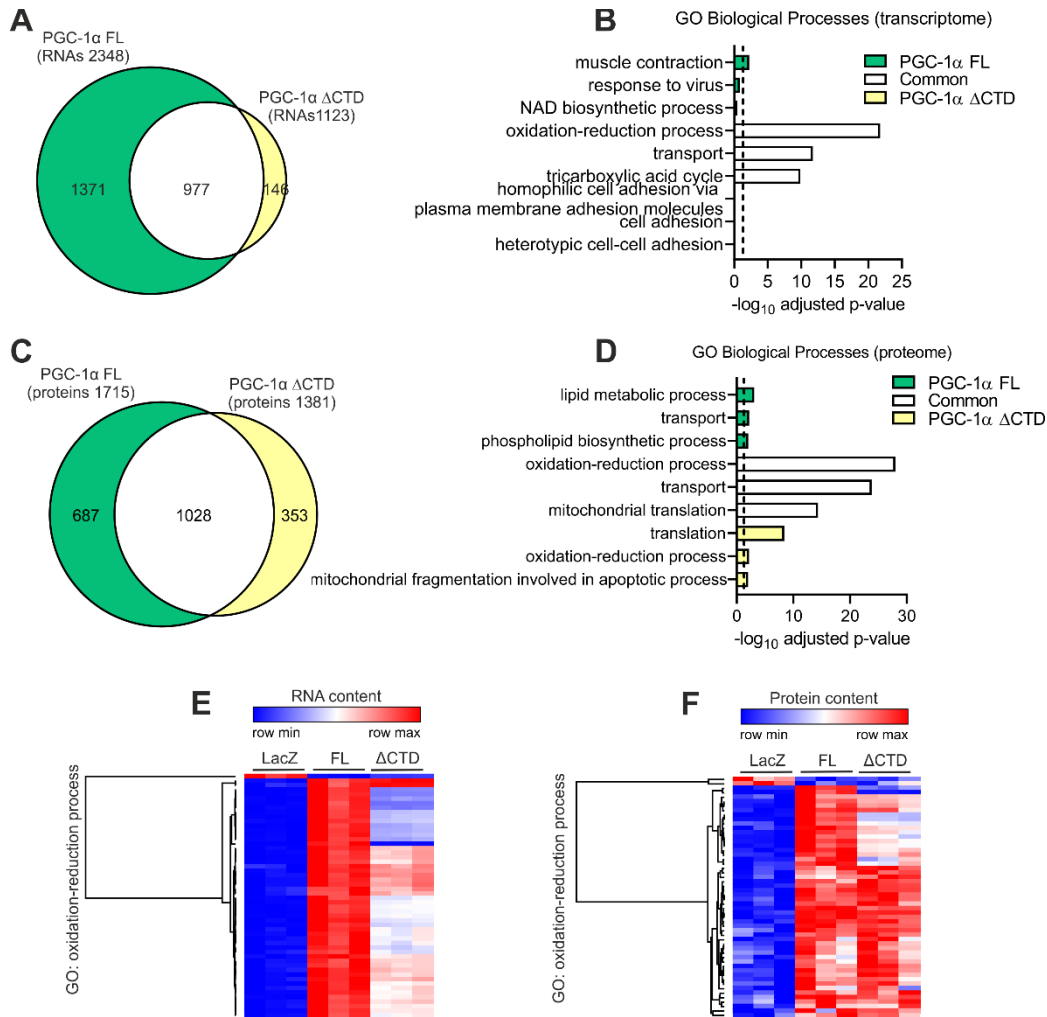 A
PGC-1α FL
(RNAs 2348)
PGC-1α ΔCTD
(RNAs1123)
1371
977
146
B
GO Biological Processes (transcriptome)
muscle contraction
response to virus
NAD biosynthetic process
oxidation-reduction process
transport
tricarboxylic acid cycle
homophilic cell adhesion via
plasma membrane adhesion molecules
cell adhesion
heterotypic cell-cell adhesion
PGC-1α FL
Common
PGC-1α ΔCTD
0 5 10 15 20 25
-log10 adjusted p-value
C
PGC-1α FL
(proteins 1715)
PGC-1α ΔCTD
(proteins 1381)
687
1028
353
D
GO Biological Processes (proteome)
lipid metabolic process
transport
phospholipid biosynthetic process
oxidation-reduction process
transport
mitochondrial translation
translation
oxidation-reduction process
mitochondrial fragmentation involved in apoptotic process
PGC-1α FL
Common
PGC-1α ΔCTD
0 10 20 30
-log10 adjusted p-value
E
RNA content
row min row max
LacZ FL ΔCTD
GO: oxidation-reduction process
F
Protein content
row min row max
LacZ FL ΔCTD
GO: oxidation-reduction process